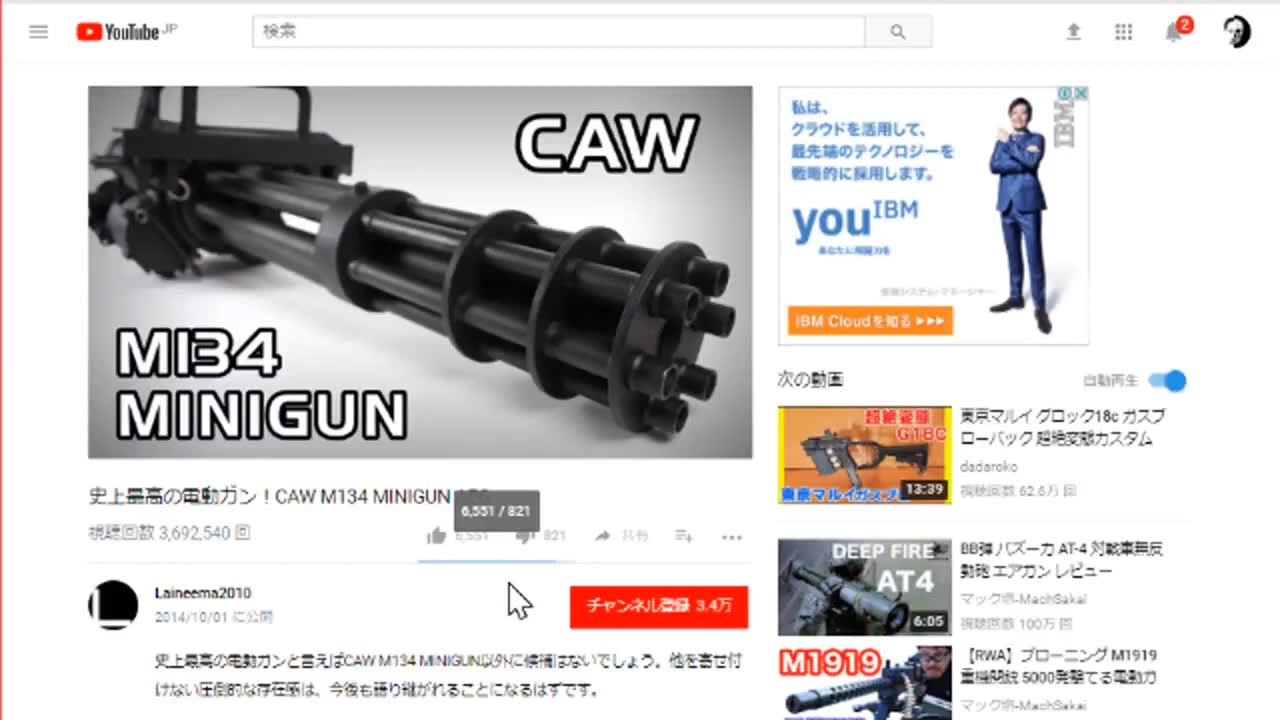 YouTube JP
検索
2
CAW
M134
MINIGUN
私は、
クラウドを活用して、
最先端のテクノロジーを
戦略的に採用します。
you IBM
あなたに明確力を
IBM
IBM Cloudを知る
次の動画
自動再生
超絶変態
G18C
13:39
東京マルイ グロック18c ガスブ
ローバック 超絶変態カスタム
dadaroko
視聴回数 62.6万 回
史上最高の電動ガン!CAW M134 MINIGUN
6,551 / 821
視聴回数 3,692,540 回
6,551
821
共有
DEEP FIRE
AT4
6:05
BB弾 バズーカ AT-4 対戦車無反
動砲 エアガン レビュー
マック堺-MachSakai
視聴回数 100万 回
Laineema2010
2014/10/01 に公開
チャンネル登録 3.4万
史上最高の電動ガンと言えばCAW M134 MINIGUN以外に候補はないでしょう。他を寄せ付
けない圧倒的な存在感は、今後も語り継がれることになるはずです。
M1919
【RWA】ブローニング M1919
重機関銃 5000発撃てる電動ガ
マック堺-MachSakai